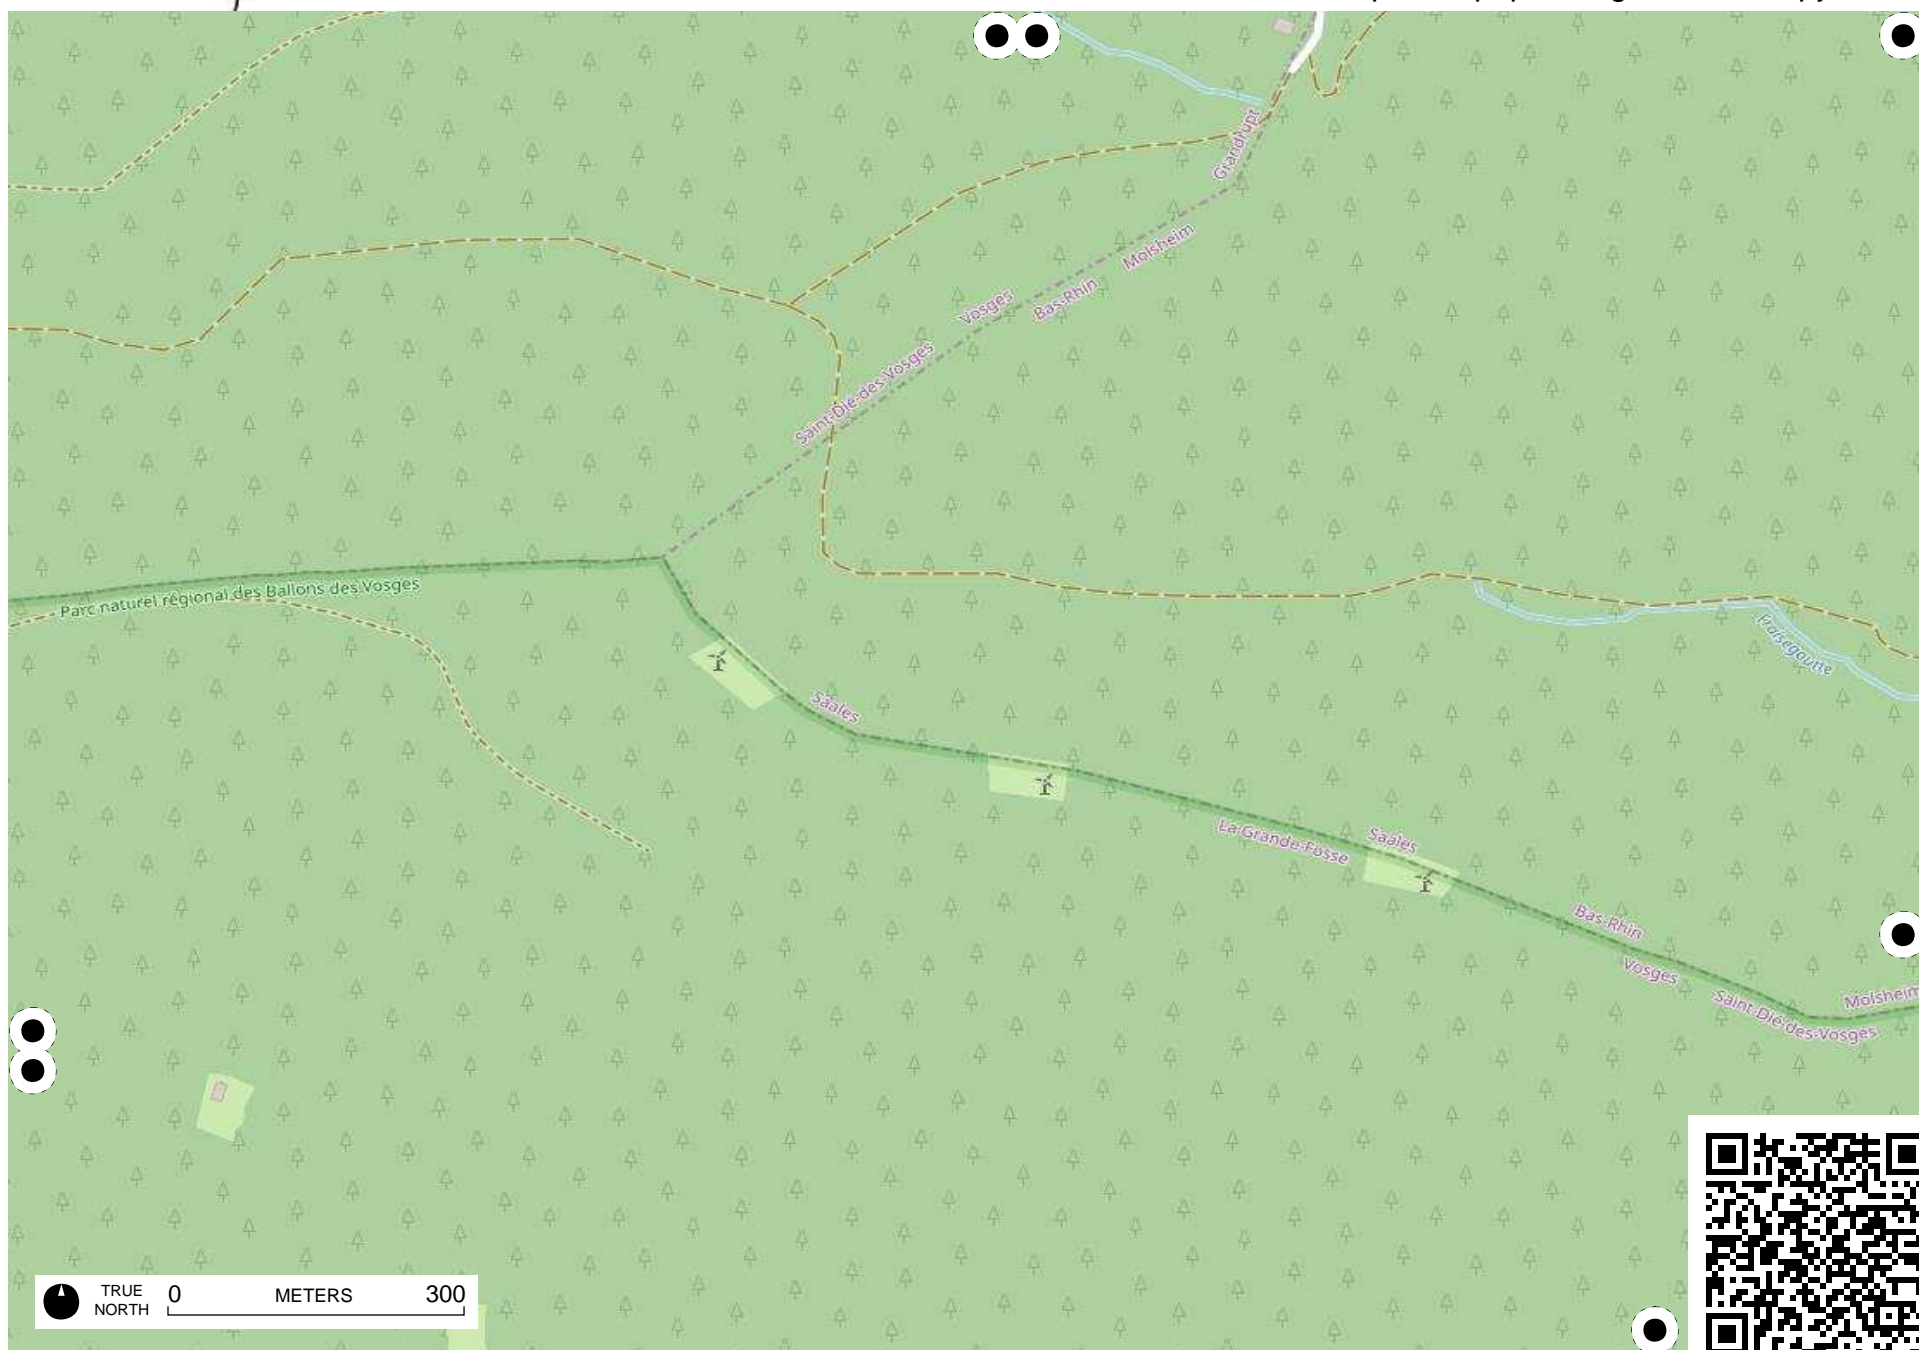 Grandrupt
Molsheim
Vosges
Bas-Rhin
Saint-Dié-des-Vosges
Parc naturel régional des Ballons des Vosges
Fraisegoutte
Saales
La Grande-Fosse
Saales
Bas-Rhin
Vosges
Saint-Dié-des-Vosges
Molsheim
TRUE NORTH
0 METERS 300